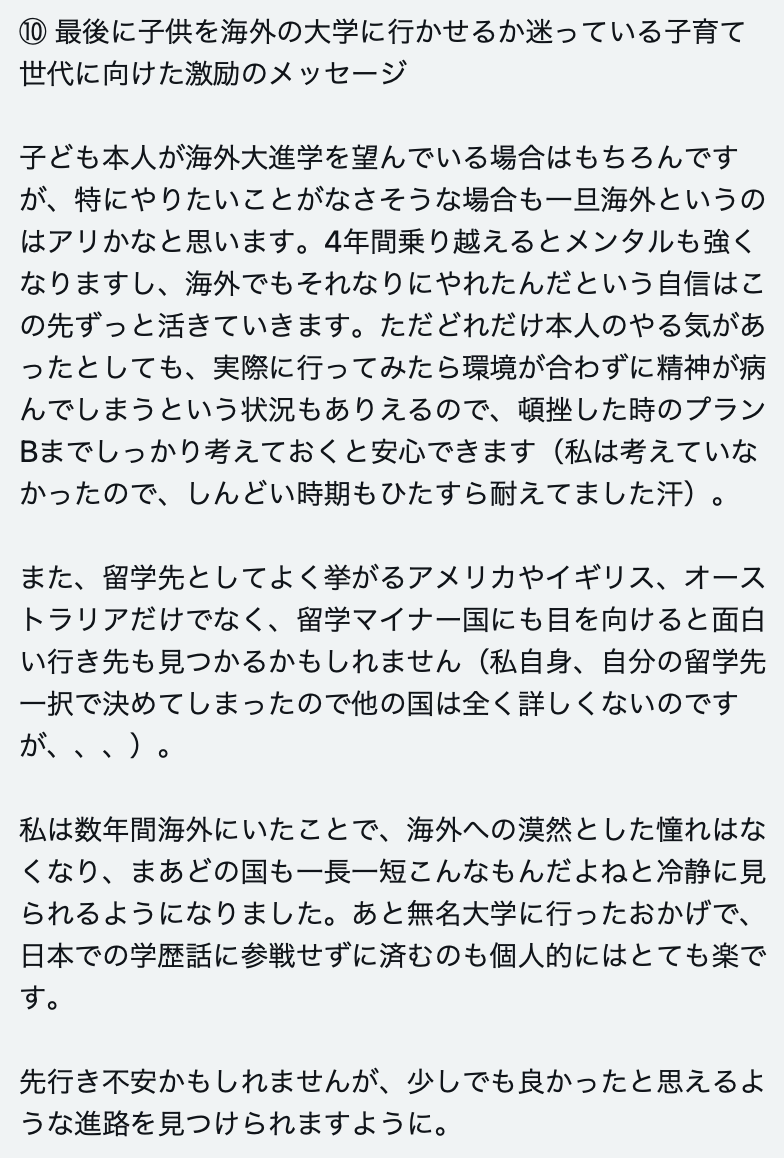 ⑩ 最後に子供を海外の大学に行かせるか迷っている子育て
世代に向けた激励のメッセージ
子ども本人が海外大進学を望んでいる場合はもちろんです
が、特にやりたいことがなさそうな場合も一旦海外というの
はアリかなと思います。4年間乗り越えるとメンタルも強く
なりますし、海外でもそれなりにやれたんだという自信はこ
の先ずっと活きていきます。ただどれだけ本人のやる気があ
ったとしても、実際に行ってみたら環境が合わずに精神が病
んでしまうという状況もありえるので、頓挫した時のプラン
Bまでしっかり考えておくと安心できます（私は考えていな
かったので、しんどい時期もひたすら耐えてました汗）。
また、留学先としてよく挙がるアメリカやイギリス、オース
トラリアだけでなく、留学マイナー国にも目を向けると面白
い行き先も見つかるかもしれません（私自身、自分の留学先
一択で決めてしまったので他の国は全く詳しくないのです
が、、、）。
私は数年間海外にいたことで、海外への漠然とした憧れはな
くなり、まあどの国も一長一短こんなもんだよねと冷静に見
られるようになりました。あと無名大学に行ったおかげで、
日本での学歴話に参戦せずに済むのも個人的にはとても楽で
す。
先行き不安かもしれませんが、少しでも良かったと思えるよ
うな進路を見つけられますように。